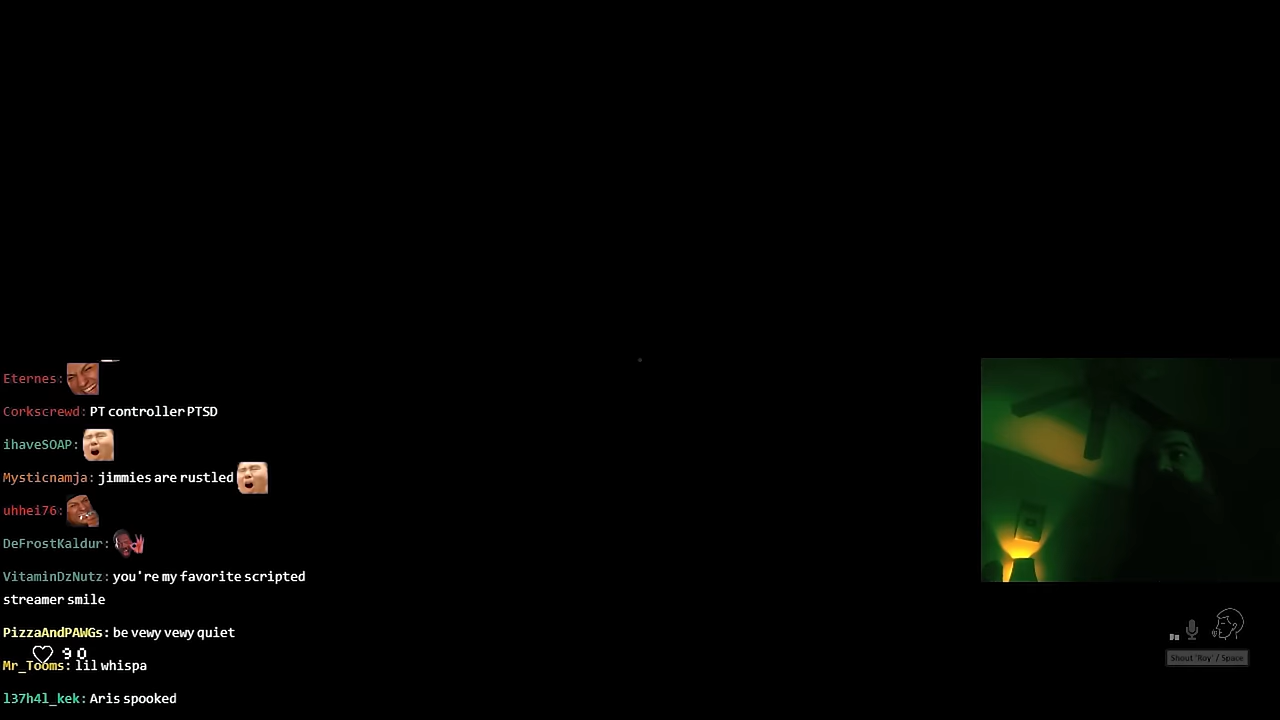 Eternes:
Corkscrewd: PT controller PTSD
ihaveSOAP:
Mysticnamja: jimmies are rustled
uhhei76:
DeFrostKaldur:
VitaminDzNutz: you're my favorite scripted
streamer smile
PizzaAndPAWGs: be vewy vewy quiet
90
Mr_Tooms: lil whispa
Shout 'Roy' / Space
l37h4l_kek: Aris spooked